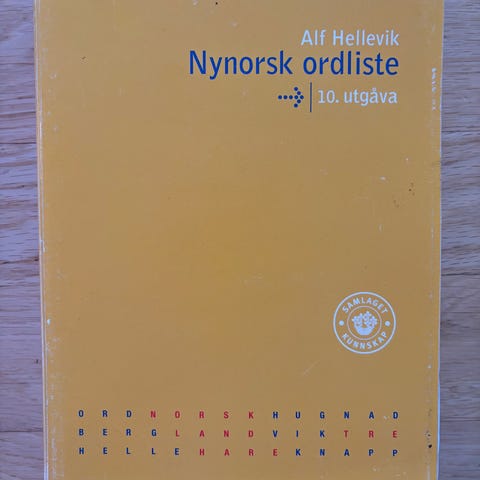 Alf Hellevik
Nynorsk ordliste
10. utgåva
SAMLAGET
KUNNSKAP
ORDNORSKHUGNAD
BERGLANDVIKTRE
HELLEHAREKNAPP